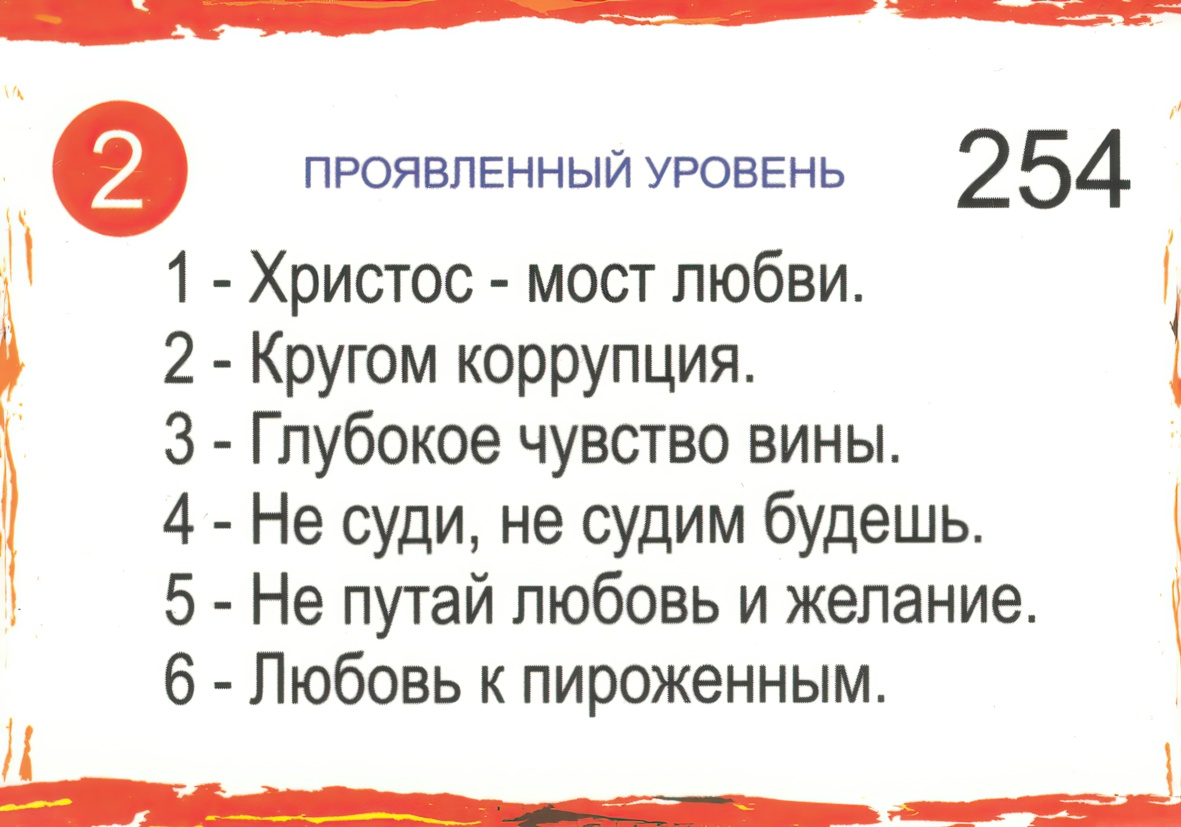 2 ПРОЯВЛЕННЫЙ УРОВЕНЬ 254
1 - Христос - мост любви.
2 - Кругом коррупция.
3 - Глубокое чувство вины.
4 - Не суди, не судим будешь.
5 - Не путай любовь и желание.
6 - Любовь к пироженным.